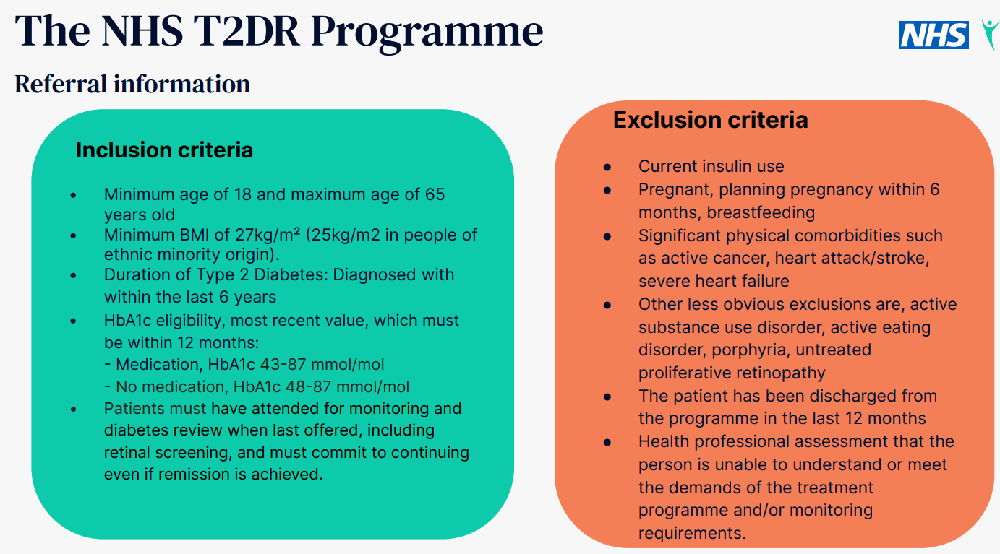 The NHS T2DR Programme
NHS
Referral information
Inclusion criteria
• Minimum age of 18 and maximum age of 65
years old
• Minimum BMI of 27kg/m² (25kg/m2 in people of
ethnic minority origin).
• Duration of Type 2 Diabetes: Diagnosed with
within the last 6 years
• HbA1c eligibility, most recent value, which must
be within 12 months:
- Medication, HbA1c 43-87 mmol/mol
- No medication, HbA1c 48-87 mmol/mol
• Patients must have attended for monitoring and
diabetes review when last offered, including
retinal screening, and must commit to continuing
even if remission is achieved.
Exclusion criteria
● Current insulin use
● Pregnant, planning pregnancy within 6
months, breastfeeding
● Significant physical comorbidities such
as active cancer, heart attack/stroke,
severe heart failure
● Other less obvious exclusions are, active
substance use disorder, active eating
disorder, porphyria, untreated
proliferative retinopathy
● The patient has been discharged from
the programme in the last 12 months
● Health professional assessment that the
person is unable to understand or meet
the demands of the treatment
programme and/or monitoring
requirements.